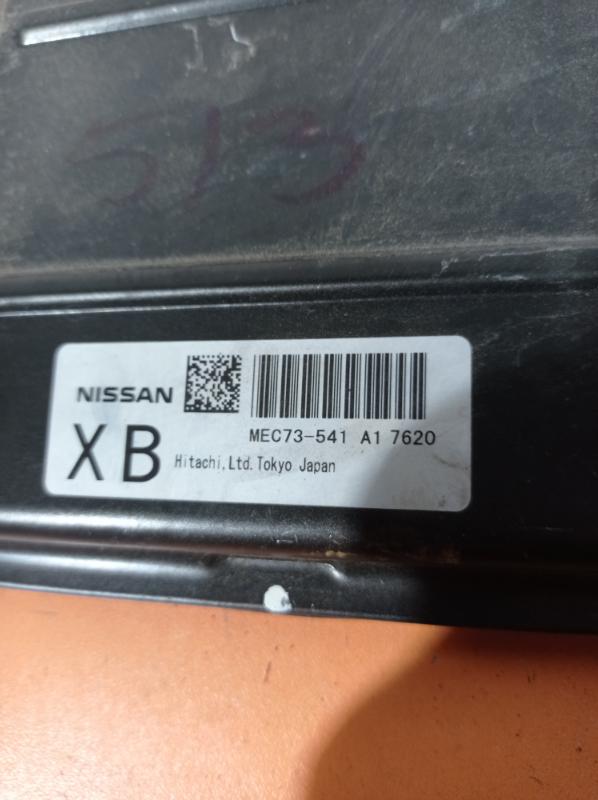 513
NISSAN
XB
MEC73-541 A1 7620
Hitachi,Ltd.Tokyo Japan